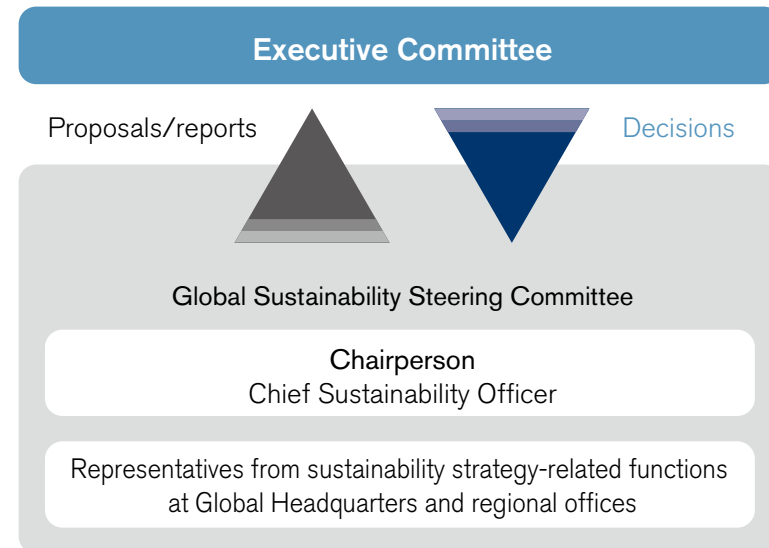 Executive Committee
Proposals/reports
Decisions
Global Sustainability Steering Committee
Chairperson
Chief Sustainability Officer
Representatives from sustainability strategy-related functions
at Global Headquarters and regional offices